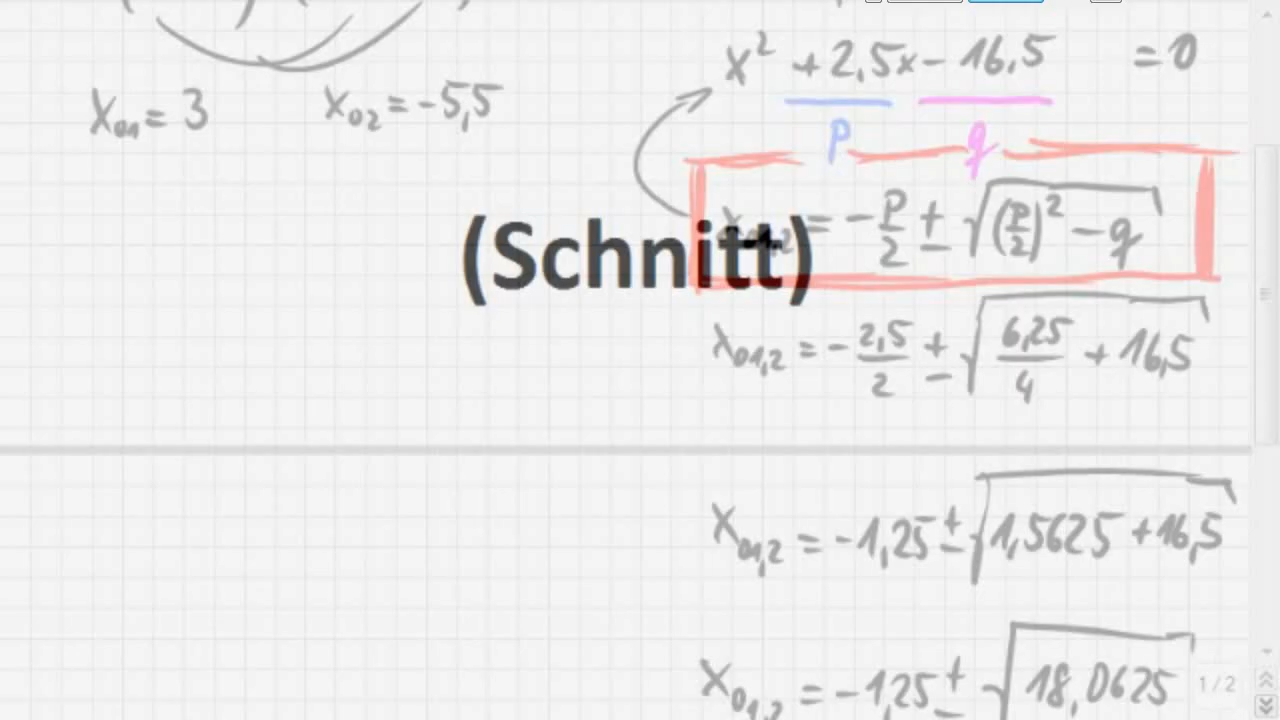 x² + 2,5x - 16,5 = 0
x₀₁ = 3 x₀₂ = -5,5
p q
x₀₁,₂ = -p/2 ± √((p/2)² - q)
(Schnitt)
x₀₁,₂ = -2,5/2 ± √(6,25/4 + 16,5)
x₀₁,₂ = -1,25 ± √(1,5625 + 16,5)
x₀₁,₂ = -1,25 ± √(18,0625)
1 / 2